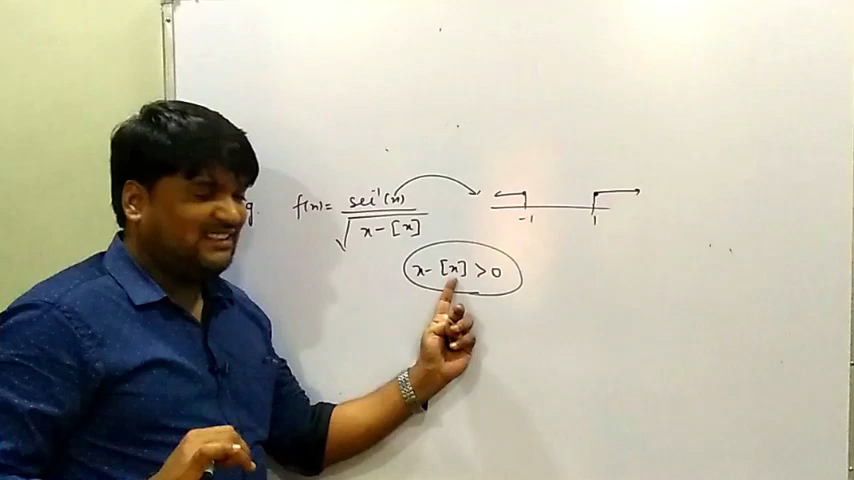 g. f(x) = sec⁻¹(x) / √(x - [x])
-1 1
x - [x] > 0